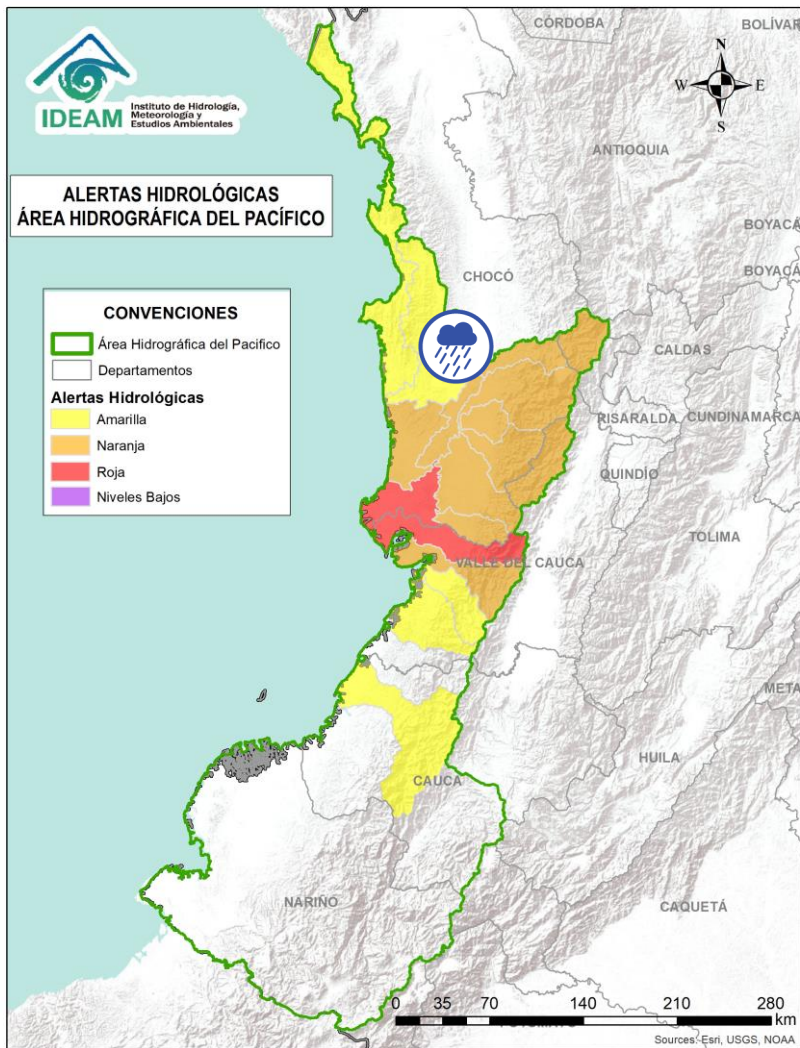 IDEAM
Instituto de Hidrología,
Meteorología y
Estudios Ambientales
ALERTAS HIDROLÓGICAS
ÁREA HIDROGRÁFICA DEL PACÍFICO
CONVENCIONES
Área Hidrográfica del Pacifico
Departamentos
Alertas Hidrológicas
Amarilla
Naranja
Roja
Niveles Bajos
CÓRDOBA
BOLÍVAR
N
W
E
S
ANTIOQUIA
BOYACÁ
BOYACÁ
CHOCÓ
CALDAS
RISARALDA
CUNDINAMARCA
QUINDÍO
TOLIMA
VALLE DEL CAUCA
META
HUILA
CAUCA
NARIÑO
CAQUETÁ
0 35 70 140 210 280
km
Sources: Esri, USGS, NOAA